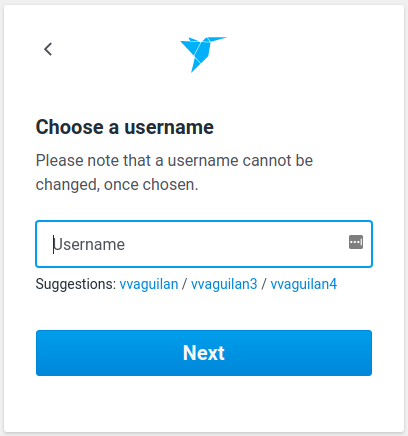 Choose a username
Please note that a username cannot be
changed, once chosen.
Username
Suggestions: vvaguilan / vvaguilan3 / vvaguilan4
Next